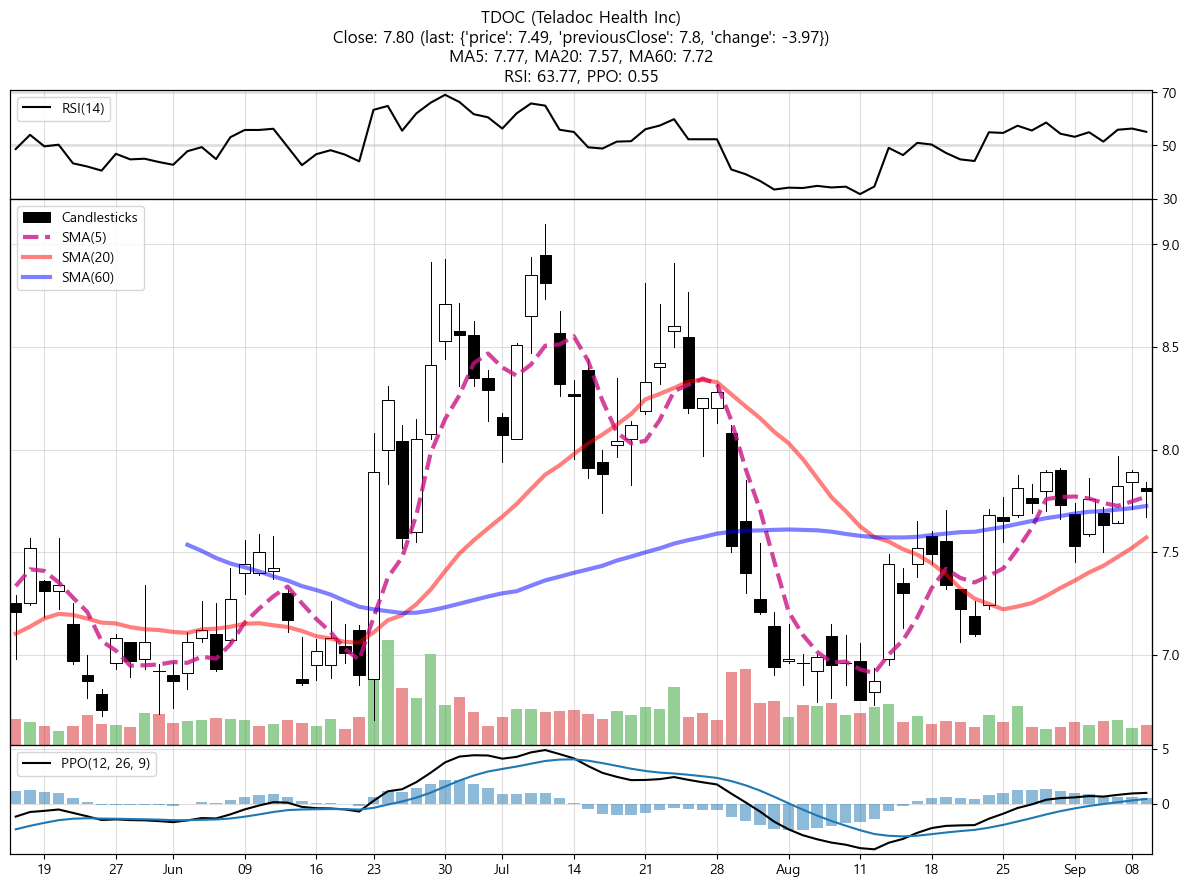 TDOC (Teladoc Health Inc)
Close: 7.80 (last: {'price': 7.49, 'previousClose': 7.8, 'change': -3.97})
MA5: 7.77, MA20: 7.57, MA60: 7.72
RSI: 63.77, PPO: 0.55
RSI(14)
70
50
30
Candlesticks
SMA(5)
SMA(20)
SMA(60)
9.0
8.5
8.0
7.5
7.0
PPO(12, 26, 9)
5
0
19 27 Jun 09 16 23 30 Jul 14 21 28 Aug 11 18 25 Sep 08